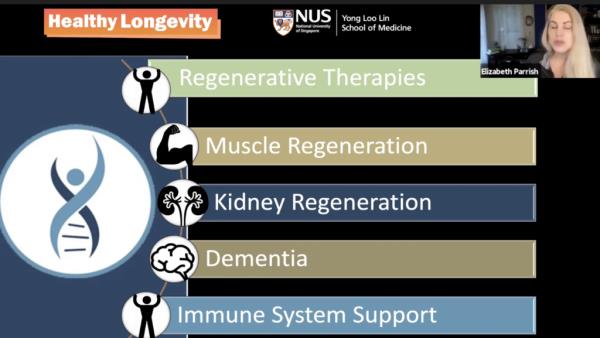 Healthy Longevity
NUS
National University
of Singapore
Yong Loo Lin
School of Medicine
Elizabeth Parrish
Regenerative Therapies
Muscle Regeneration
Kidney Regeneration
Dementia
Immune System Support